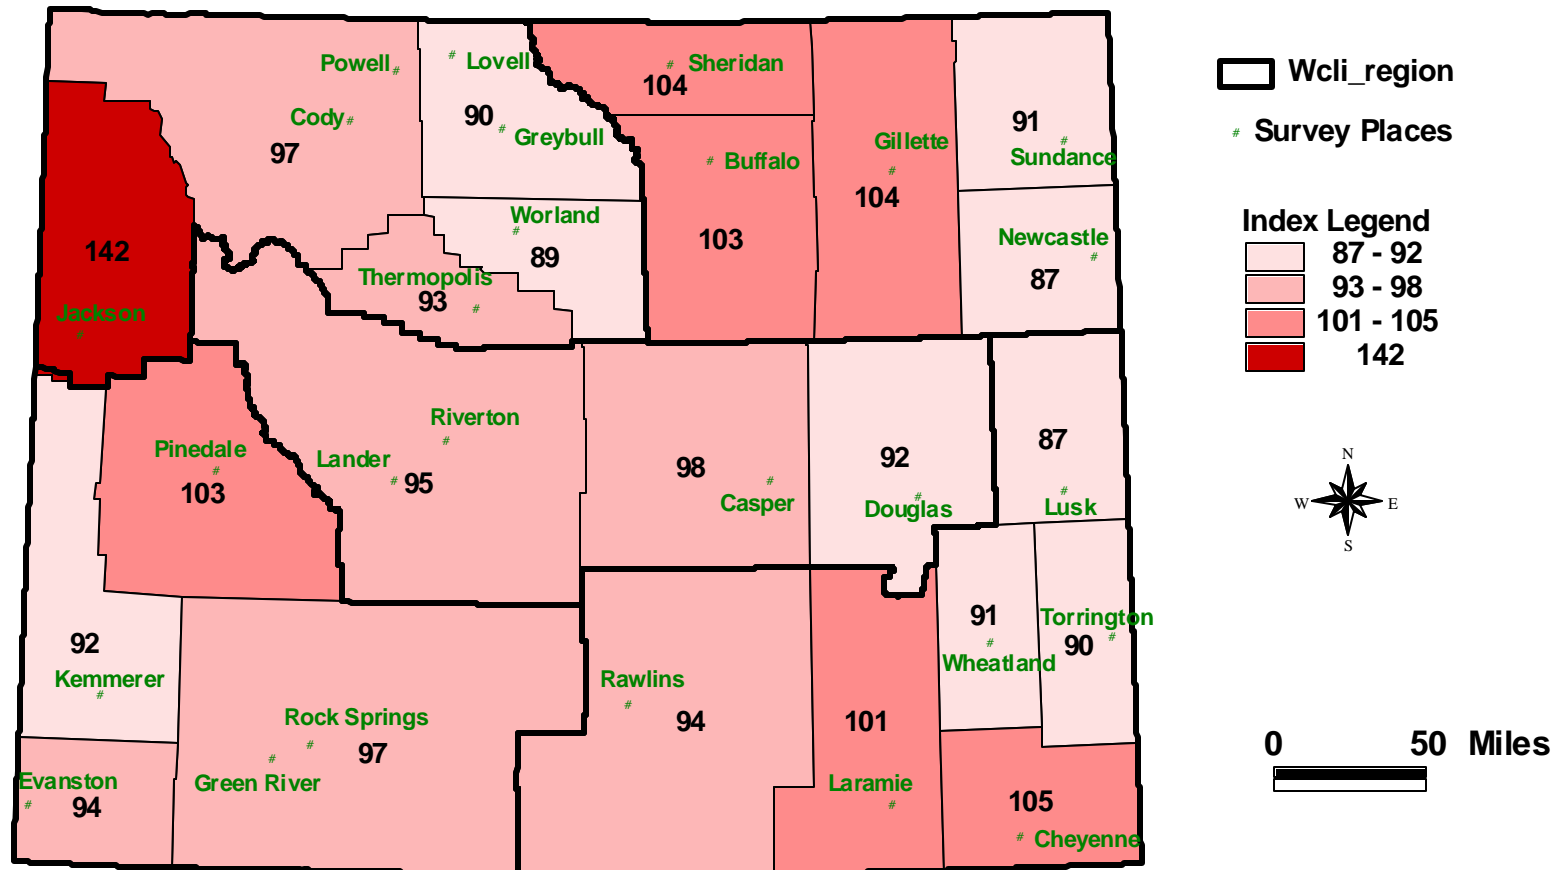 Powell
Lovell
Sheridan
104
Cody
97
90
Greybull
Buffalo
Gillette
91
Sundance
104
103
Worland
89
Newcastle
87
142
Jackson
Thermopolis
93
Pinedale
103
Riverton
Lander
95
98
Casper
92
Douglas
87
Lusk
92
Kemmerer
Rock Springs
97
Green River
Evanston
94
Rawlins
94
101
Laramie
91
Wheatland
Torrington
90
105
Cheyenne
Wcli_region
# Survey Places
Index Legend
87 - 92
93 - 98
101 - 105
142
N
W E
S
0 50 Miles